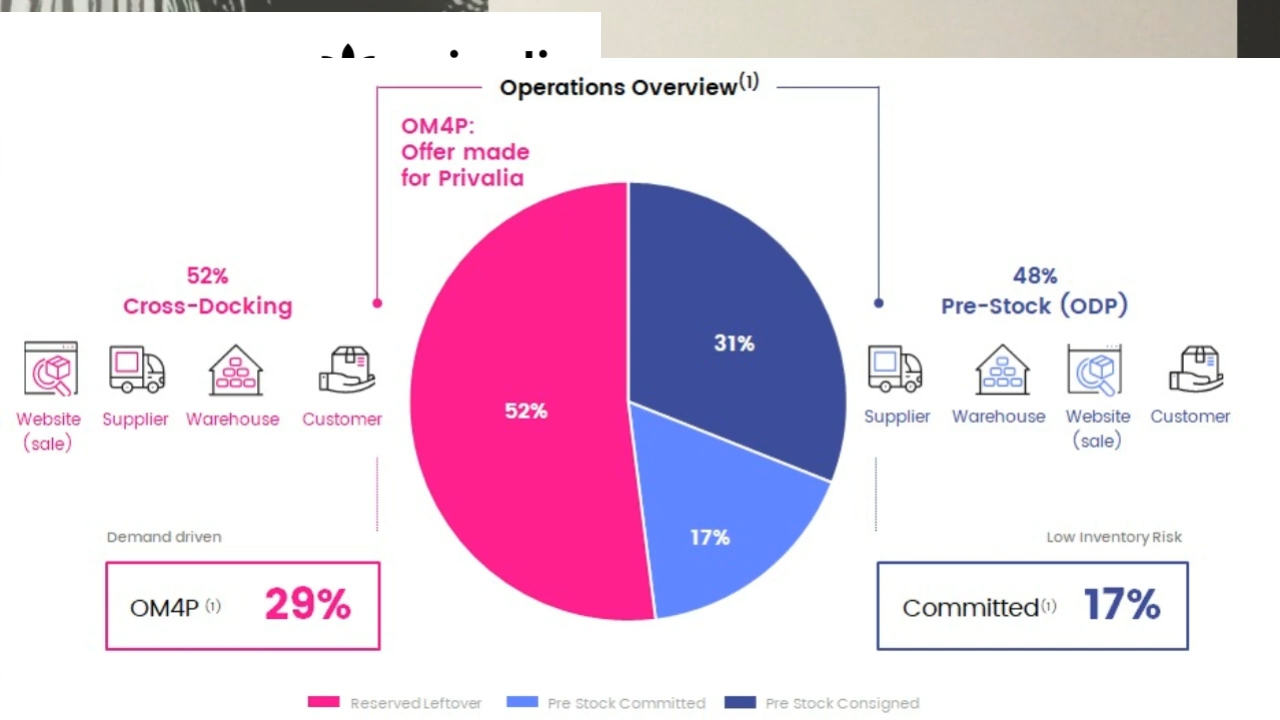 Operations Overview(1)
OM4P:
Offer made
for Privalia
52%
Cross-Docking
Website
(sale)
Supplier
Warehouse
Customer
48%
Pre-Stock (ODP)
Supplier
Warehouse
Website
(sale)
Customer
31%
52%
17%
Demand driven
OM4P (1) 29%
Low Inventory Risk
Committed(1) 17%
Reserved Leftover
Pre Stock Committed
Pre Stock Consigned